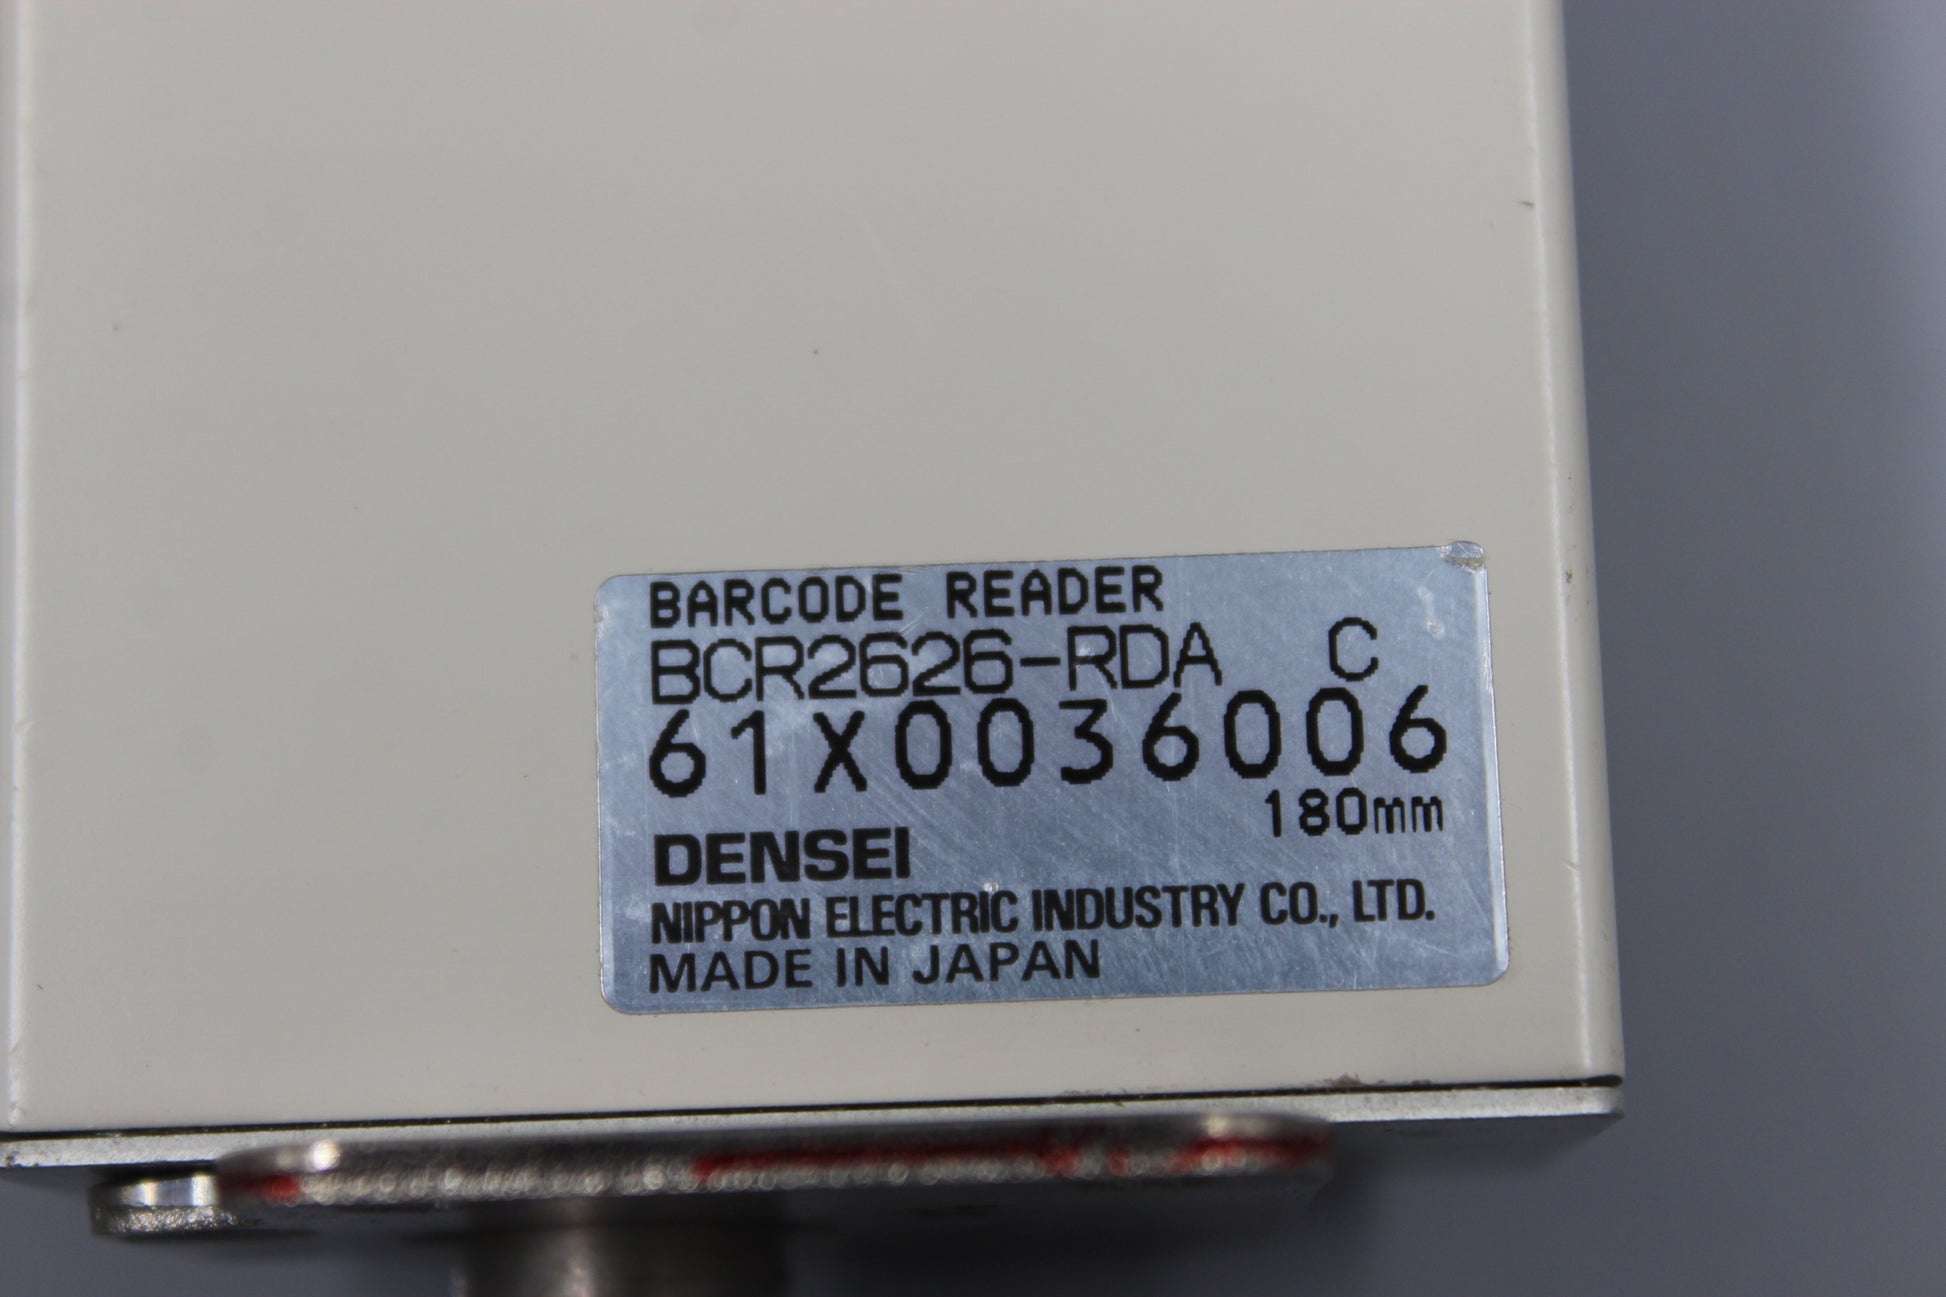 BARCODE READER
BCR2626-RDA C
61X0036006
180mm
DENSEI
NIPPON ELECTRIC INDUSTRY CO., LTD.
MADE IN JAPAN